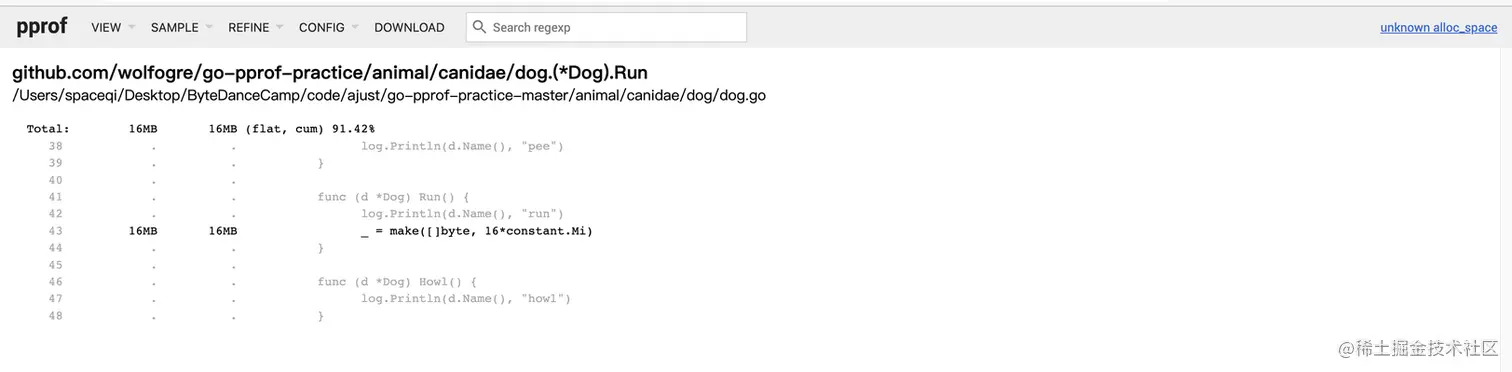 pprof VIEW SAMPLE REFINE CONFIG DOWNLOAD Search regexp unknown alloc_space
github.com/wolfogre/go-pprof-practice/animal/canidae/dog.(*Dog).Run
/Users/spaceqi/Desktop/ByteDanceCamp/code/ajust/go-pprof-practice-master/animal/canidae/dog/dog.go
Total: 16MB 16MB (flat, cum) 91.42%
38 . . log.Println(d.Name(), "pee")
39 . . }
40 . .
41 . . func (d *Dog) Run() {
42 . . log.Println(d.Name(), "run")
43 16MB 16MB _ = make([]byte, 16*constant.Mi)
44 . . }
45 . .
46 . . func (d *Dog) Howl() {
47 . . log.Println(d.Name(), "howl")
48 . . }
@稀土掘金技术社区